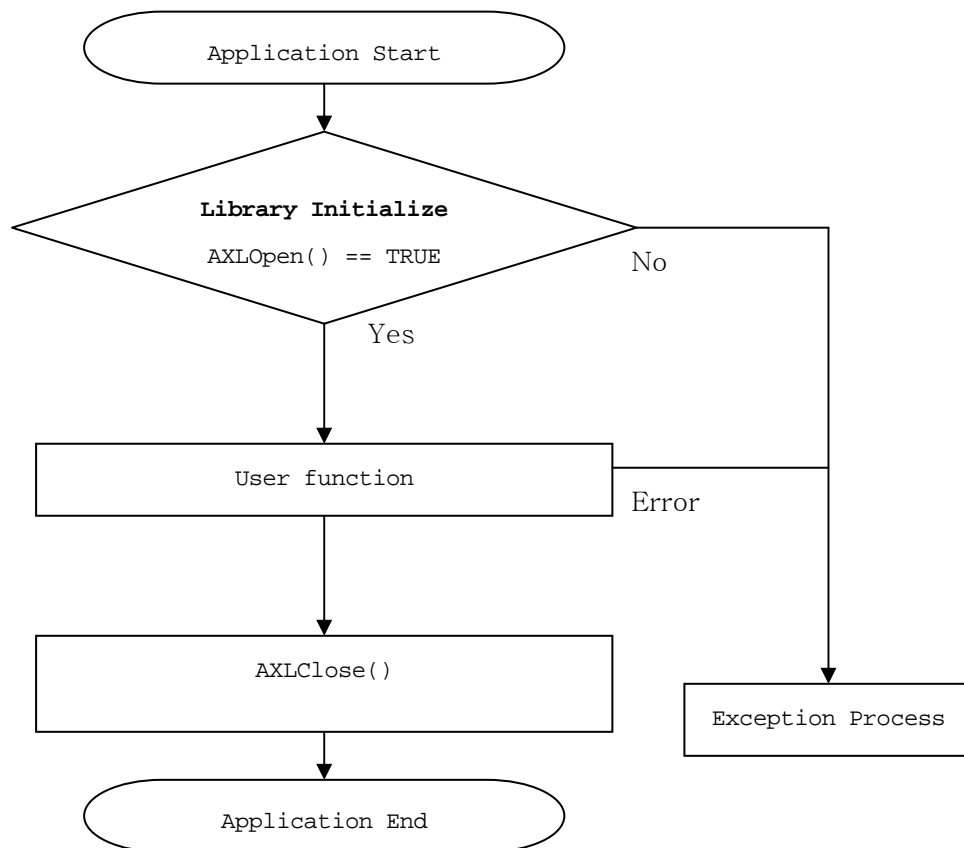 Application Start
Library Initialize
AXLOpen() == TRUE
No
Yes
User function
Error
AXLClose()
Exception Process
Application End